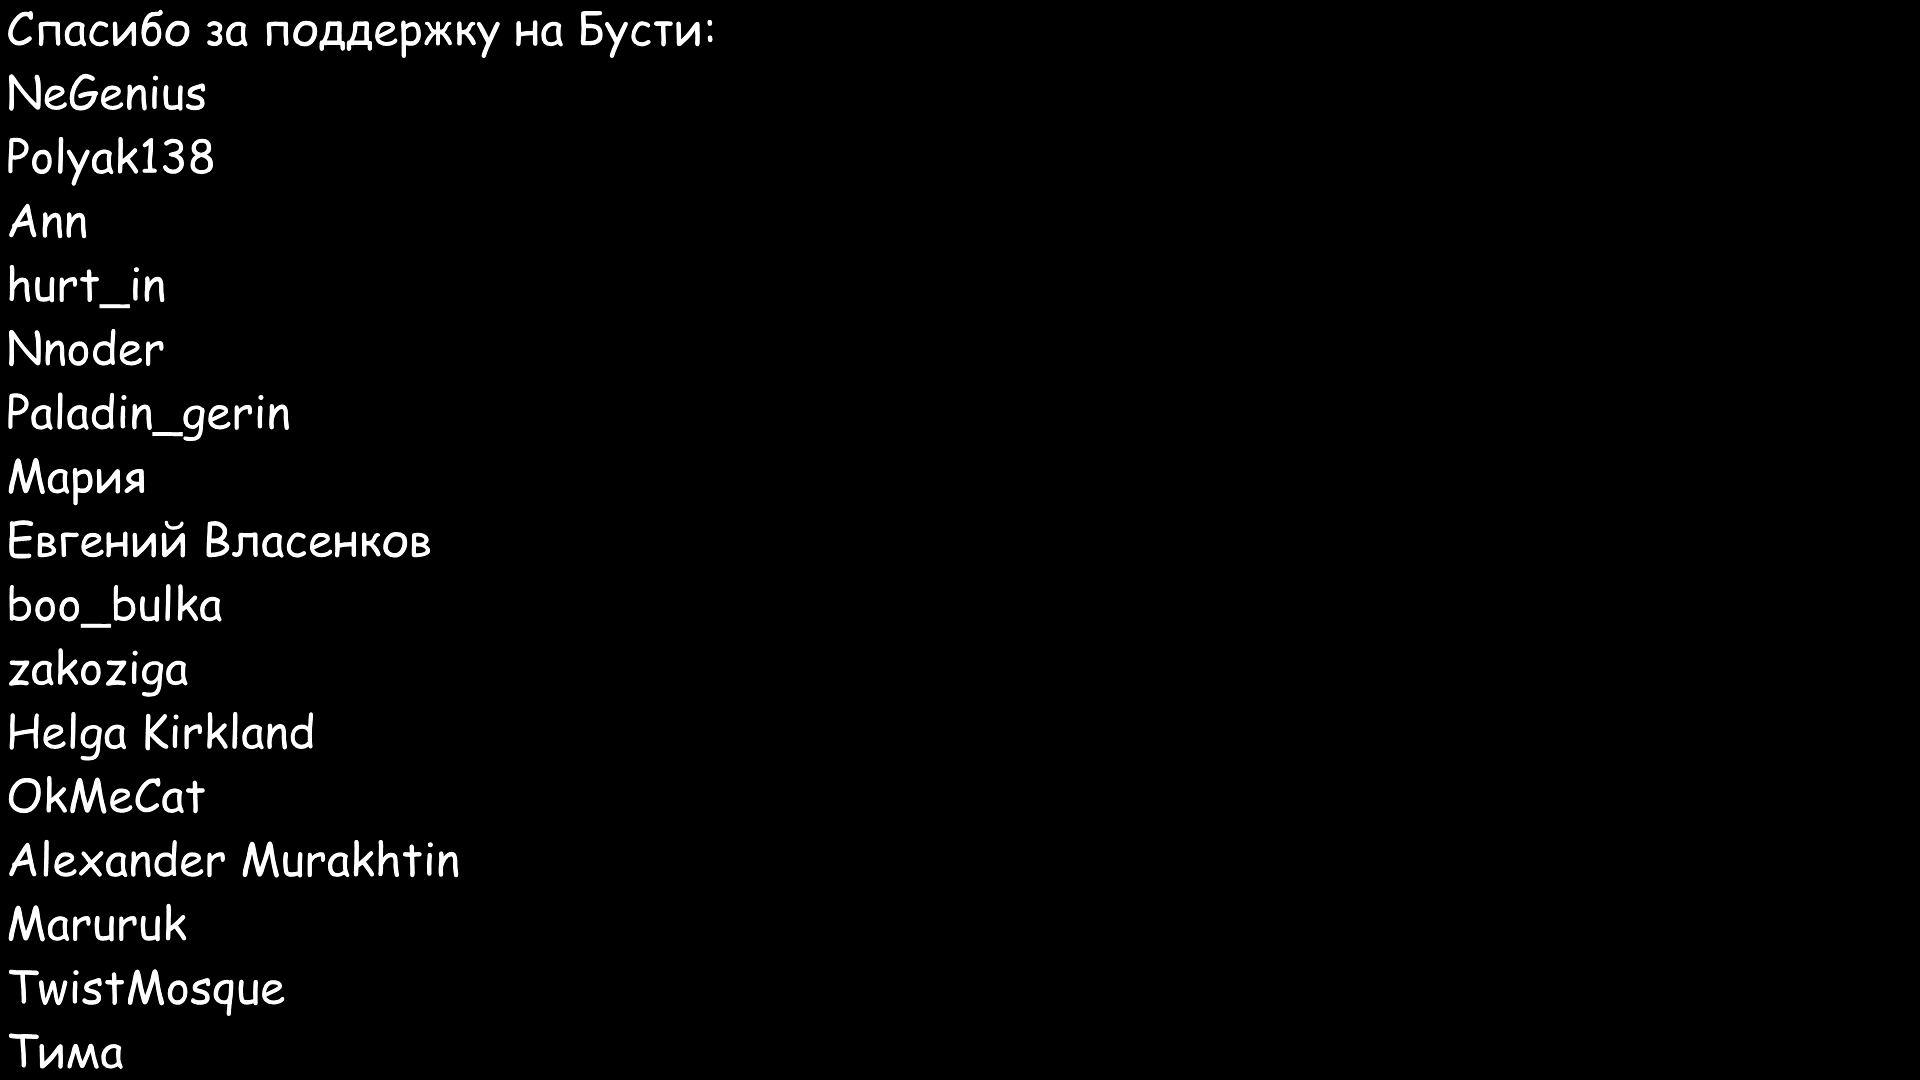 Спасибо за поддержку на Бусти:
NeGenius
Polyak138
Ann
hurt_in
Nnoder
Paladin_gerin
Мария
Евгений Власенков
boo_bulka
zakoziga
Helga Kirkland
OkMeCat
Alexander Murakhtin
Maruruk
TwistMosque
Тима